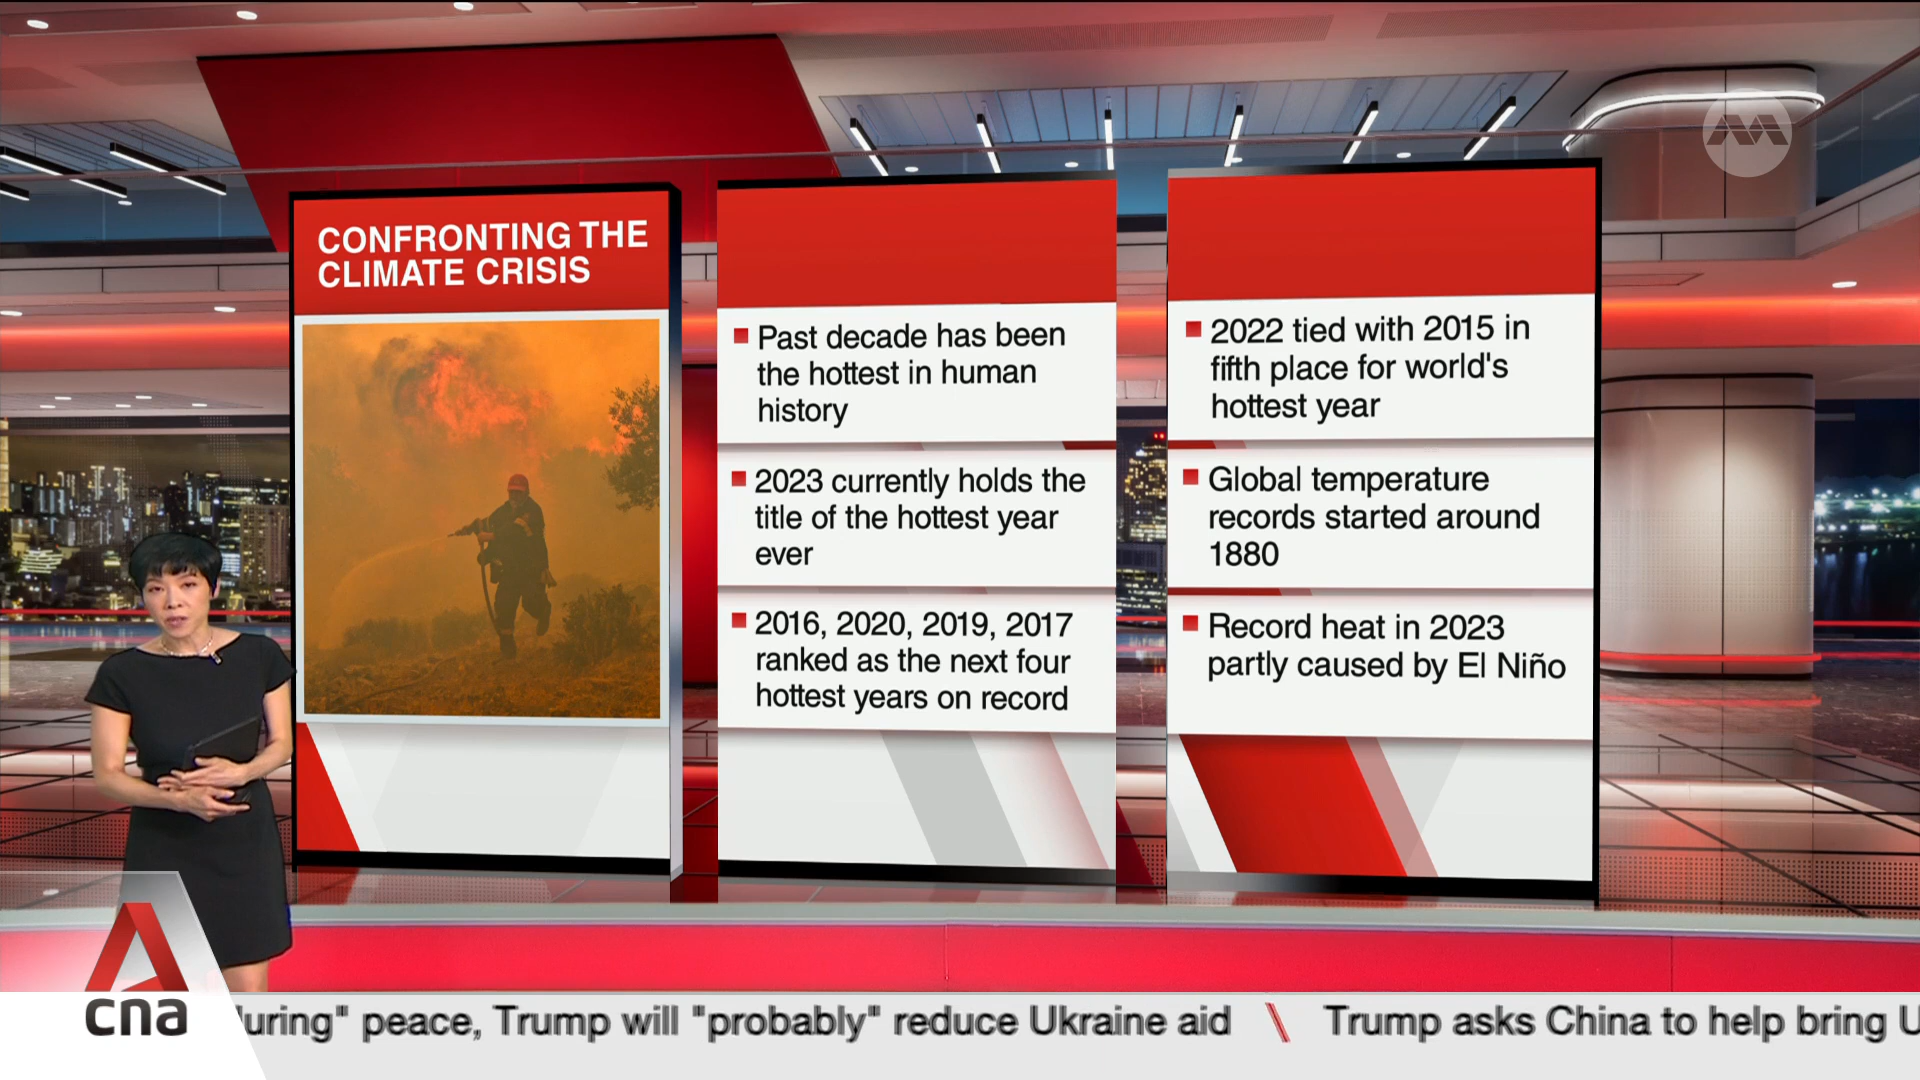 CONFRONTING THE
CLIMATE CRISIS
Past decade has been
the hottest in human
history
2023 currently holds the
title of the hottest year
ever
2016, 2020, 2019, 2017
ranked as the next four
hottest years on record
2022 tied with 2015 in
fifth place for world's
hottest year
Global temperature
records started around
1880
Record heat in 2023
partly caused by El Niño
cna
during" peace, Trump will "probably" reduce Ukraine aid
Trump asks China to help bring U